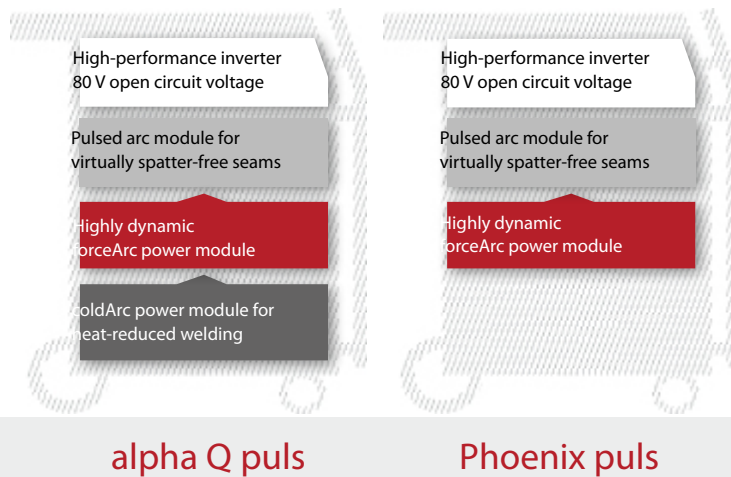 High-performance inverter
80 V open circuit voltage
Pulsed arc module for
virtually spatter-free seams
Highly dynamic
forceArc power module
coldArc power module for
heat-reduced welding
alpha Q puls
High-performance inverter
80 V open circuit voltage
Pulsed arc module for
virtually spatter-free seams
Highly dynamic
forceArc power module
Phoenix puls